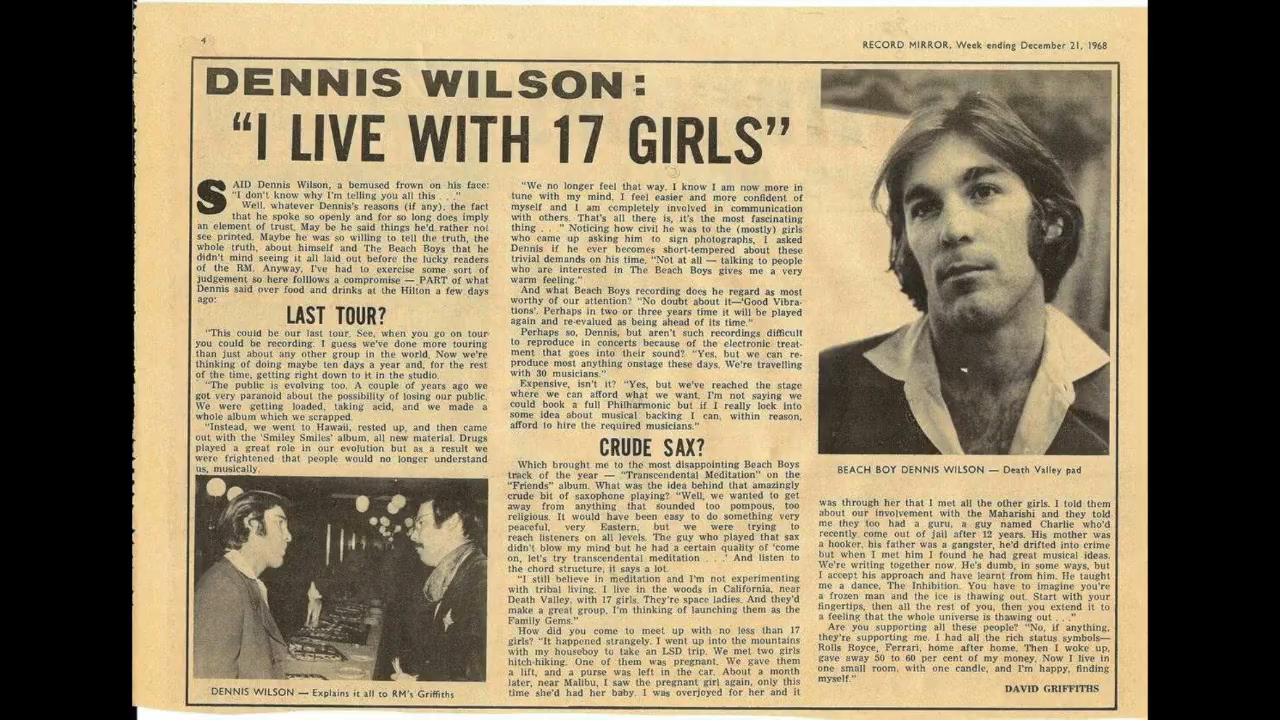 4
RECORD MIRROR, Week ending December 21, 1968
DENNIS WILSON:
“I LIVE WITH 17 GIRLS”
SAID Dennis Wilson, a bemused frown on his face:
“I don't know why I'm telling you all this . . .”
Well, whatever Dennis's reasons (if any), the fact
that he spoke so openly and for so long does imply
an element of trust. May be he said things he'd rather not
see printed. Maybe he was so willing to tell the truth, the
whole truth, about himself and The Beach Boys that he
didn't mind seeing it all laid out before the lucky readers
of the RM. Anyway, I've had to exercise some sort of
judgement so here folllows a compromise — PART of what
Dennis said over food and drinks at the Hilton a few days
ago:
LAST TOUR?
“This could be our last tour. See, when you go on tour
you could be recording. I guess we've done more touring
than just about any other group in the world. Now we're
thinking of doing maybe ten days a year and, for the rest
of the time, getting right down to it in the studio.
“The public is evolving too. A couple of years ago we
got very paranoid about the possibility of losing our public.
We were getting loaded, taking acid, and we made a
whole album which we scrapped.
“Instead, we went to Hawaii, rested up, and then came
out with the ‘Smiley Smiles’ album, all new material. Drugs
played a great role in our evolution but as a result we
were frightened that people would no longer understand
us, musically.
DENNIS WILSON — Explains it all to RM's Griffiths
“We no longer feel that way. I know I am now more in
tune with my mind. I feel easier and more confident of
myself and I am completely involved in communication
with others. That's all there is, it's the most fascinating
thing . . .” Noticing how civil he was to the (mostly) girls
who came up asking him to sign photographs, I asked
Dennis if he ever becomes short-tempered about these
trivial demands on his time. “Not at all — talking to people
who are interested in The Beach Boys gives me a very
warm feeling.”
And what Beach Boys recording does he regard as most
worthy of our attention? “No doubt about it—‘Good Vibra-
tions’. Perhaps in two or three years time it will be played
again and re-evalued as being ahead of its time.”
Perhaps so, Dennis, but aren't such recordings difficult
to reproduce in concerts because of the electronic treat-
ment that goes into their sound? “Yes, but we can re-
produce most anything onstage these days. We're travelling
with 30 musicians.”
Expensive, isn't it? “Yes, but we've reached the stage
where we can afford what we want. I'm not saying we
could book a full Philharmonic but if I really lock into
some idea about musical backing I can, within reason,
afford to hire the required musicians.”
CRUDE SAX?
Which brought me to the most disappointing Beach Boys
track of the year — “Transcendental Meditation” on the
“Friends” album. What was the idea behind that amazingly
crude bit of saxophone playing? “Well, we wanted to get
away from anything that sounded too pompous, too
religious. It would have been easy to do something very
peaceful, very Eastern, but we were trying to
reach listeners on all levels. The guy who played that sax
didn't blow my mind but he had a certain quality of ‘come
on, let's try transcendental meditation . . .’ And listen to
the chord structure, it says a lot.
“I still believe in meditation and I'm not experimenting
with tribal living. I live in the woods in California, near
Death Valley, with 17 girls. They're space ladies. And they'd
make a great group. I'm thinking of launching them as the
Family Gems.”
How did you come to meet up with no less than 17
girls? “It happened strangely. I went up into the mountains
with my houseboy to take an LSD trip. We met two girls
hitch-hiking. One of them was pregnant. We gave them
a lift, and a purse was left in the car. About a month
later, near Malibu, I saw the pregnant girl again, only this
time she'd had her baby. I was overjoyed for her and it
BEACH BOY DENNIS WILSON — Death Valley pad
was through her that I met all the other girls. I told them
about our involvement with the Maharishi and they told
me they too had a guru, a guy named Charlie who'd
recently come out of jail after 12 years. His mother was
a hooker, his father was a gangster, he'd drifted into crime
but when I met him I found he had great musical ideas.
We're writing together now. He's dumb, in some ways, but
I accept his approach and have learnt from him. He taught
me a dance, The Inhibition. You have to imagine you're
a frozen man and the ice is thawing out. Start with your
fingertips, then all the rest of you, then you extend it to
a feeling that the whole universe is thawing out . . .”
Are you supporting all these people? “No, if anything,
they're supporting me. I had all the rich status symbols—
Rolls Royce, Ferrari, home after home. Then I woke up,
gave away 50 to 60 per cent of my money. Now I live in
one small room, with one candle, and I'm happy, finding
myself.”
DAVID GRIFFITHS